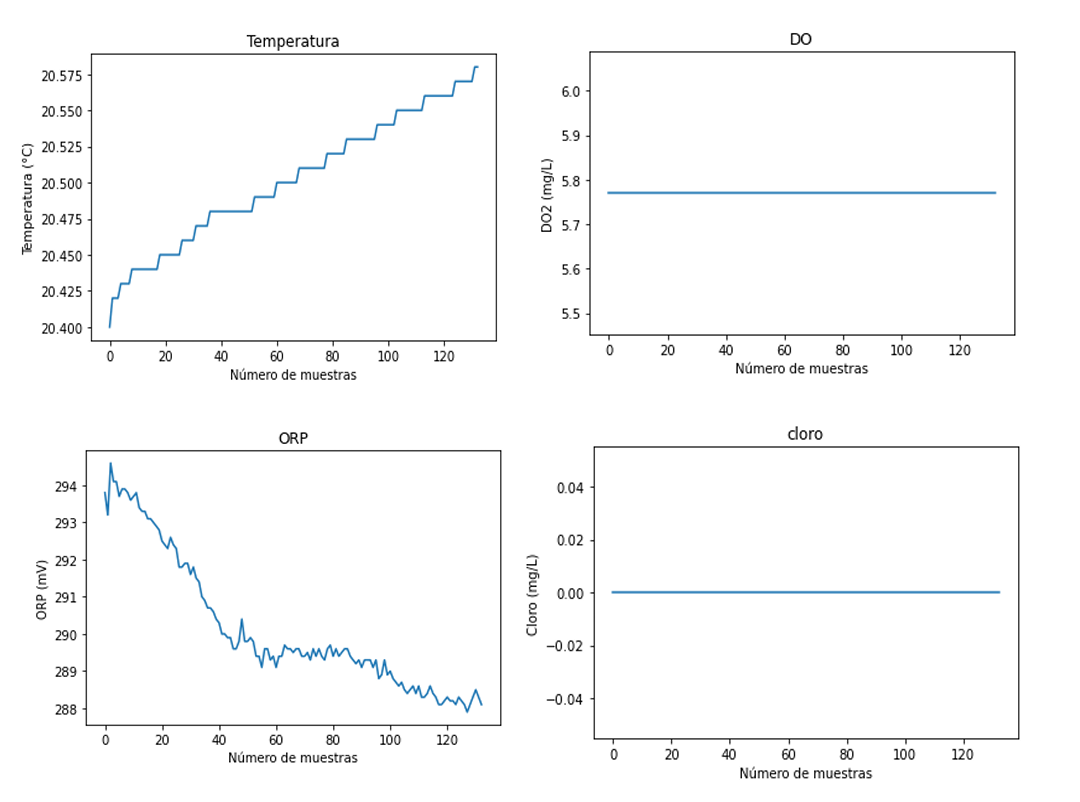 Temperatura
Temperatura (°C)
20.575
20.550
20.525
20.500
20.475
20.450
20.425
20.400
0 20 40 60 80 100 120
Número de muestras
DO
DO2 (mg/L)
6.0
5.9
5.8
5.7
5.6
5.5
0 20 40 60 80 100 120
Número de muestras
ORP
ORP (mV)
294
293
292
291
290
289
288
0 20 40 60 80 100 120
Número de muestras
cloro
Cloro (mg/L)
0.04
0.02
0.00
−0.02
−0.04
0 20 40 60 80 100 120
Número de muestras